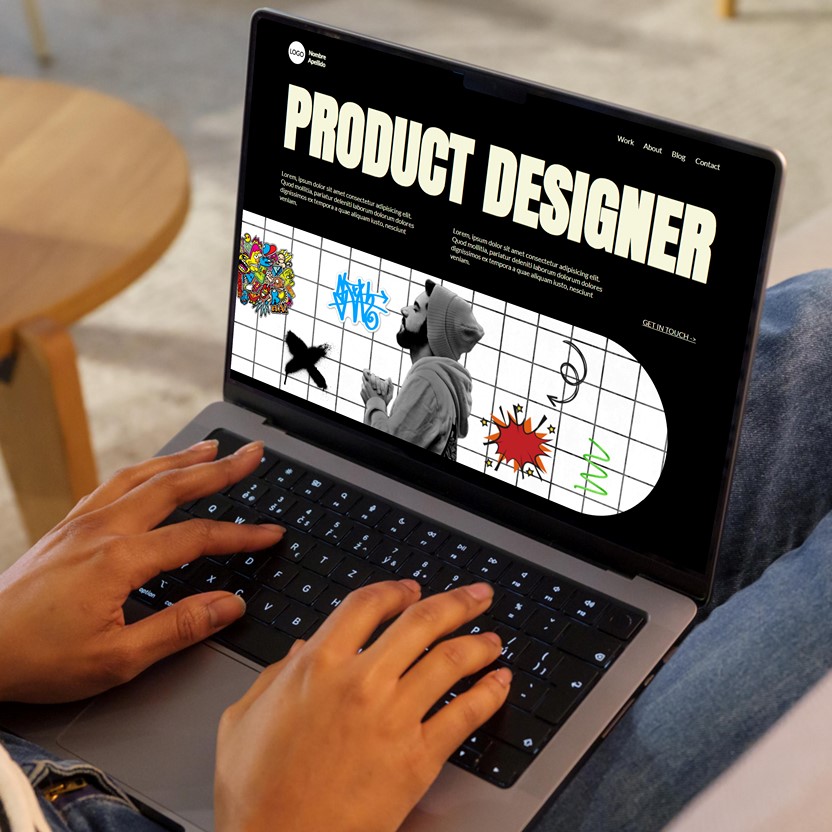 LOGO
Nombre
Apellido
Work About Blog Contact
PRODUCT DESIGNER
Lorem, ipsum dolor sit amet consectetur adipisicing elit.
Quod mollitia, pariatur deleniti laborum dolorum dolores
dignissimos ex tempora a quae aliquam iusto, nesciunt
veniam.
Lorem, ipsum dolor sit amet consectetur adipisicing elit.
Quod mollitia, pariatur deleniti laborum dolorum dolores
dignissimos ex tempora a quae aliquam iusto, nesciunt
veniam.
GET IN TOUCH ->
Q W R T Z
D F G H
X C V B
option